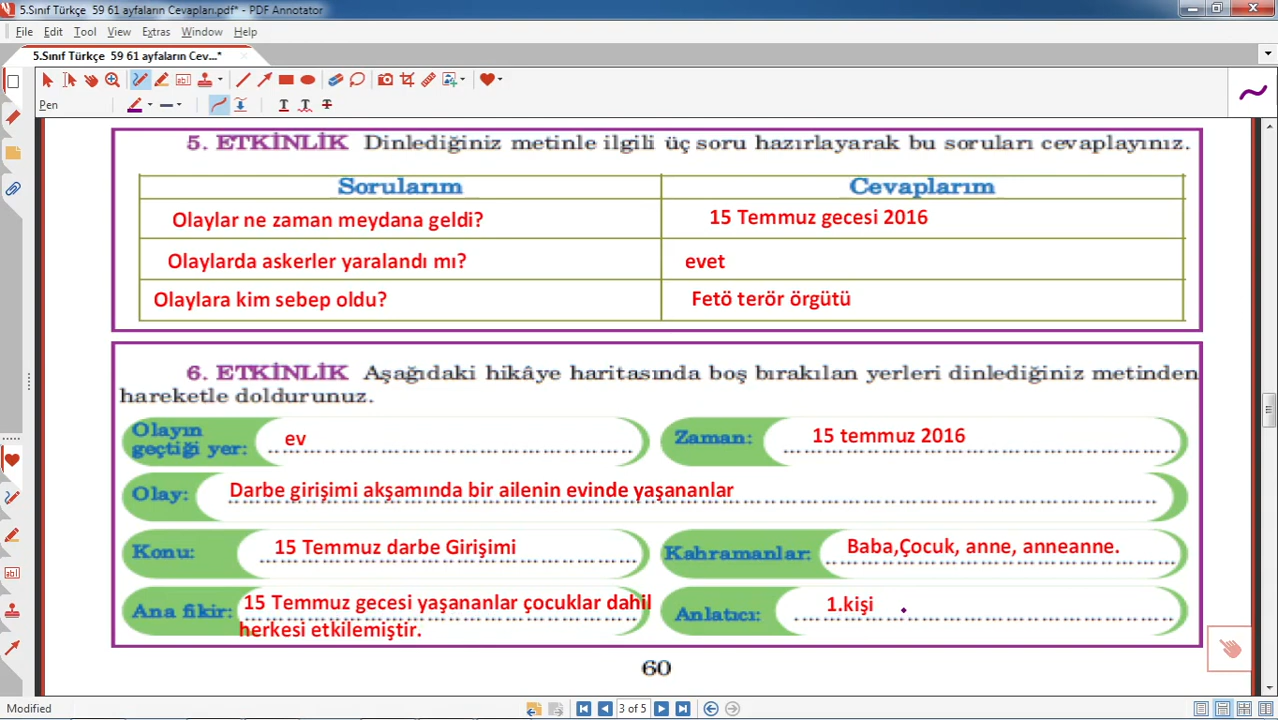 5.Sınıf Türkçe 59 61 ayfaların Cevapları.pdf* - PDF Annotator
File Edit Tool View Extras Window Help
5.Sınıf Türkçe 59 61 ayfaların Cev...*
Pen
5. ETKİNLİK Dinlediğiniz metinle ilgili üç soru hazırlayarak bu soruları cevaplayınız.
Sorularım Cevaplarım
Olaylar ne zaman meydana geldi? 15 Temmuz gecesi 2016
Olaylarda askerler yaralandı mı? evet
Olaylara kim sebep oldu? Fetö terör örgütü
6. ETKİNLİK Aşağıdaki hikâye haritasında boş bırakılan yerleri dinlediğiniz metinden
hareketle doldurunuz.
Olayın geçtiği yer: ev Zaman: 15 temmuz 2016
Olay: Darbe girişimi akşamında bir ailenin evinde yaşananlar
Konu: 15 Temmuz darbe Girişimi Kahramanlar: Baba,Çocuk, anne, anneanne.
Ana fikir: 15 Temmuz gecesi yaşananlar çocuklar dahil Anlatıcı: 1.kişi
herkesi etkilemiştir.
60
Modified 3 of 5